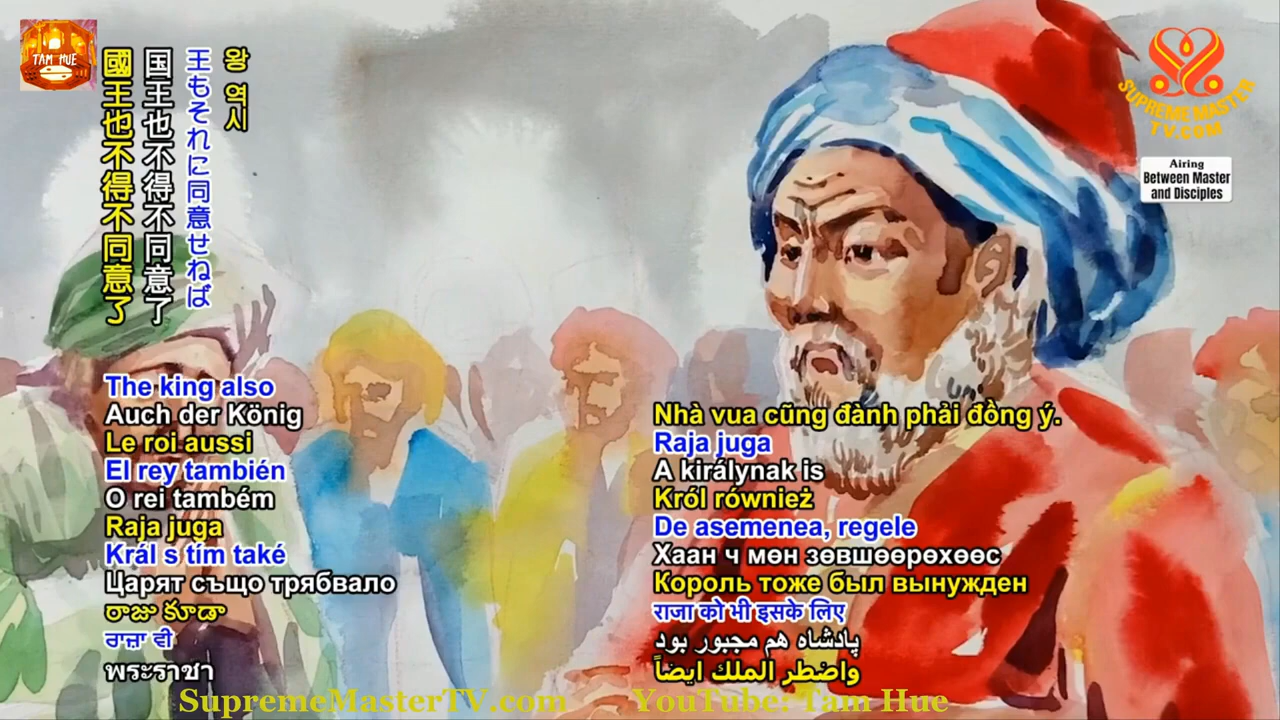 TAM HUE
國王也不得不同意了
国王也不得不同意了
王もそれに同意せねば
왕 역시
SUPREME MASTER
TV.COM
Airing
Between Master
and Disciples
The king also
Auch der König
Le roi aussi
El rey también
O rei também
Raja juga
Král s tím také
Царят също трябвало
రాజు కూడా
ਰਾਜਾ ਵੀ
พระราชา
Nhà vua cũng đành phải đồng ý.
Raja juga
A királynak is
Król również
De asemenea, regele
Хаан ч мөн зөвшөөрөхөөс
Король тоже был вынужден
राजा को भी इसके लिए
پادشاه هم مجبور بود
واضطر الملك ايضاً
SupremeMasterTV.com
YouTube: Tam Hue